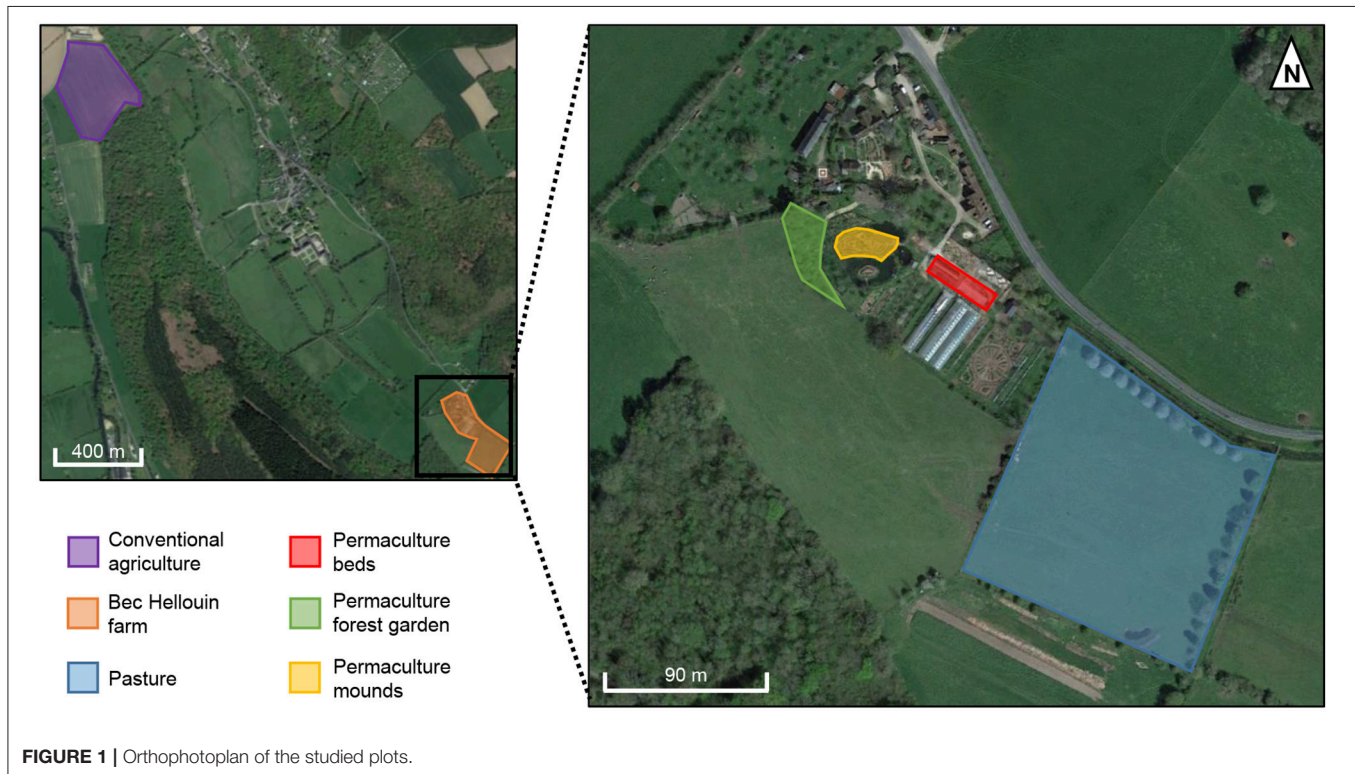 N
400 m
90 m
Conventional
agriculture
Bec Hellouin
farm
Pasture
Permaculture
beds
Permaculture
forest garden
Permaculture
mounds
FIGURE 1 | Orthophotoplan of the studied plots.